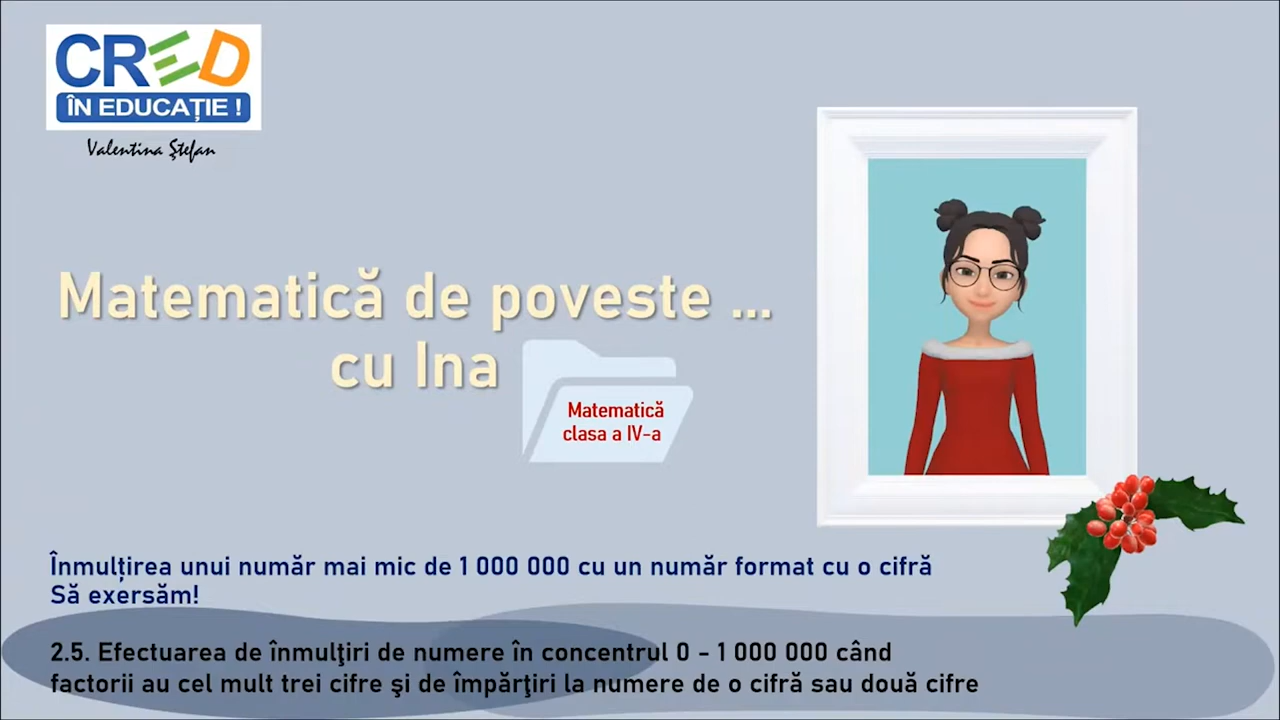 CRED
ÎN EDUCAȚIE !
Valentina Ştefan
Matematică de poveste ...
cu Ina
Matematică
clasa a IV-a
Înmulțirea unui număr mai mic de 1 000 000 cu un număr format cu o cifră
Să exersăm!
2.5. Efectuarea de înmulţiri de numere în concentrul 0 - 1 000 000 când
factorii au cel mult trei cifre şi de împărţiri la numere de o cifră sau două cifre